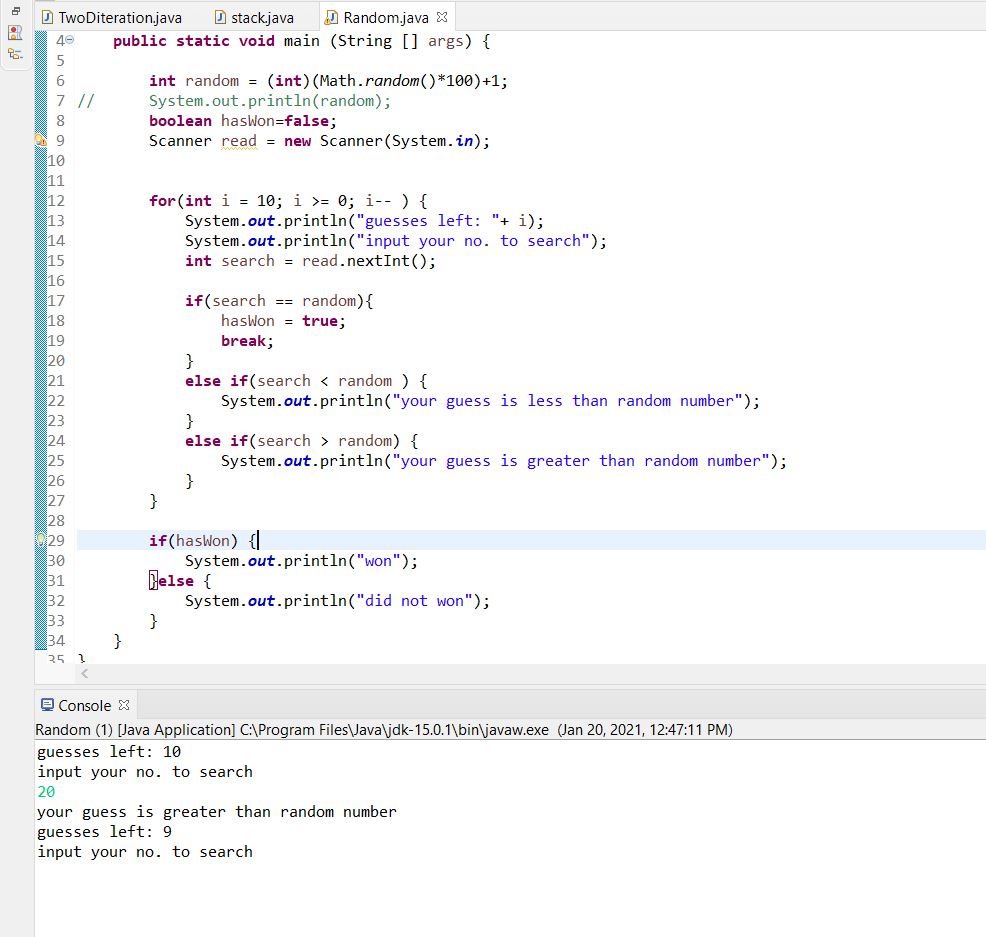 TwoDiteration.java stack.java Random.java
4 public static void main (String [] args) {
5
6 int random = (int)(Math.random()*100)+1;
7 // System.out.println(random);
8 boolean hasWon=false;
9 Scanner read = new Scanner(System.in);
10
11
12 for(int i = 10; i >= 0; i-- ) {
13 System.out.println("guesses left: "+ i);
14 System.out.println("input your no. to search");
15 int search = read.nextInt();
16
17 if(search == random){
18 hasWon = true;
19 break;
20 }
21 else if(search < random ) {
22 System.out.println("your guess is less than random number");
23 }
24 else if(search > random) {
25 System.out.println("your guess is greater than random number");
26 }
27 }
28
29 if(hasWon) {
30 System.out.println("won");
31 }else {
32 System.out.println("did not won");
33 }
34 }
35 }
Console
Random (1) [Java Application] C:\Program Files\Java\jdk-15.0.1\bin\javaw.exe (Jan 20, 2021, 12:47:11 PM)
guesses left: 10
input your no. to search
20
your guess is greater than random number
guesses left: 9
input your no. to search